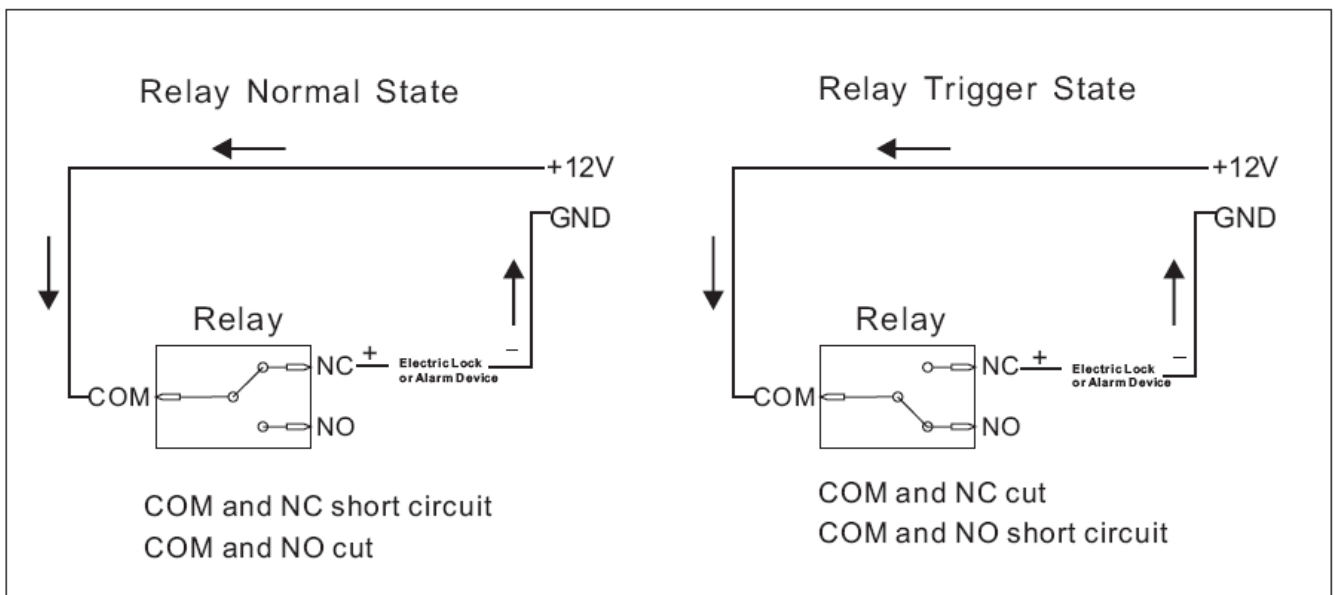 Relay Normal State
+12V
GND
Relay
COM
NC
+
Electric Lock
or Alarm Device
–
NO
COM and NC short circuit
COM and NO cut
Relay Trigger State
+12V
GND
Relay
COM
NC
+
Electric Lock
or Alarm Device
–
NO
COM and NC cut
COM and NO short circuit